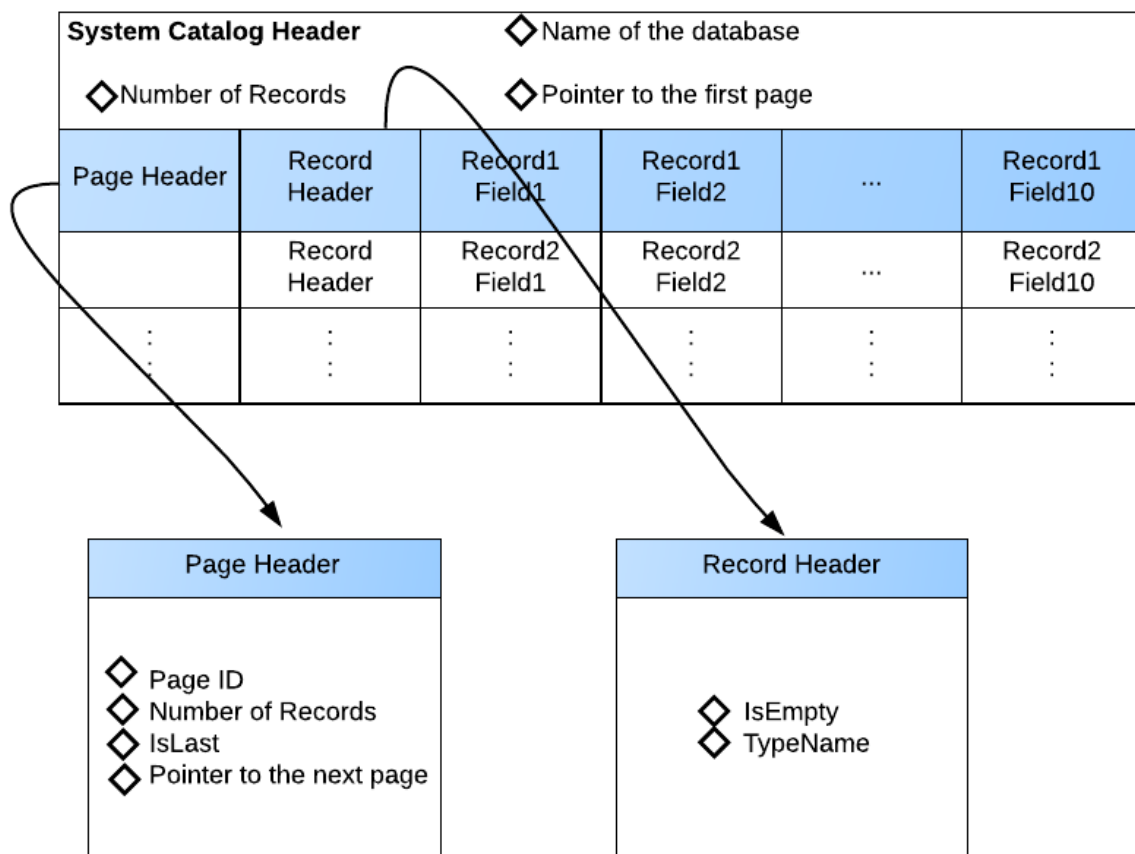 System Catalog Header
Name of the database
Number of Records
Pointer to the first page
Page Header
Record
Header
Record1
Field1
Record1
Field2
...
Record1
Field10
Record
Header
Record2
Field1
Record2
Field2
...
Record2
Field10
Page Header
Page ID
Number of Records
IsLast
Pointer to the next page
Record Header
IsEmpty
TypeName